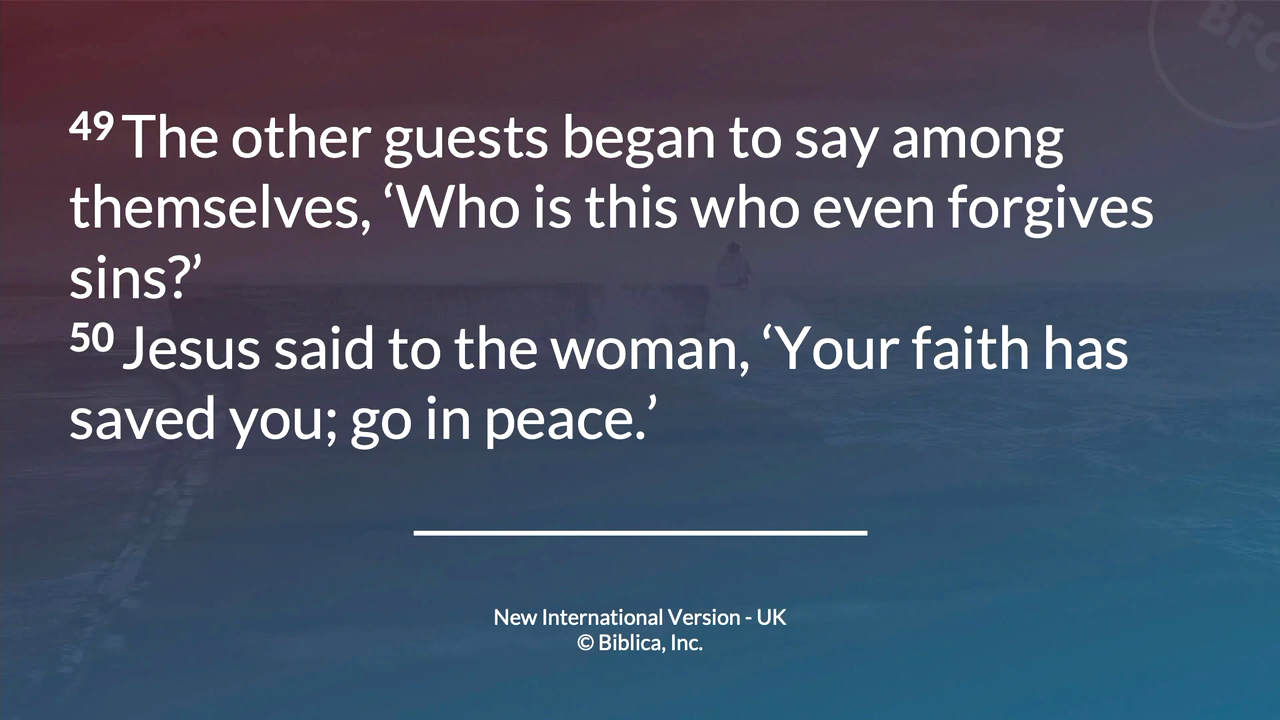 BFC
49 The other guests began to say among
themselves, ‘Who is this who even forgives
sins?’
50 Jesus said to the woman, ‘Your faith has
saved you; go in peace.’
New International Version - UK
© Biblica, Inc.